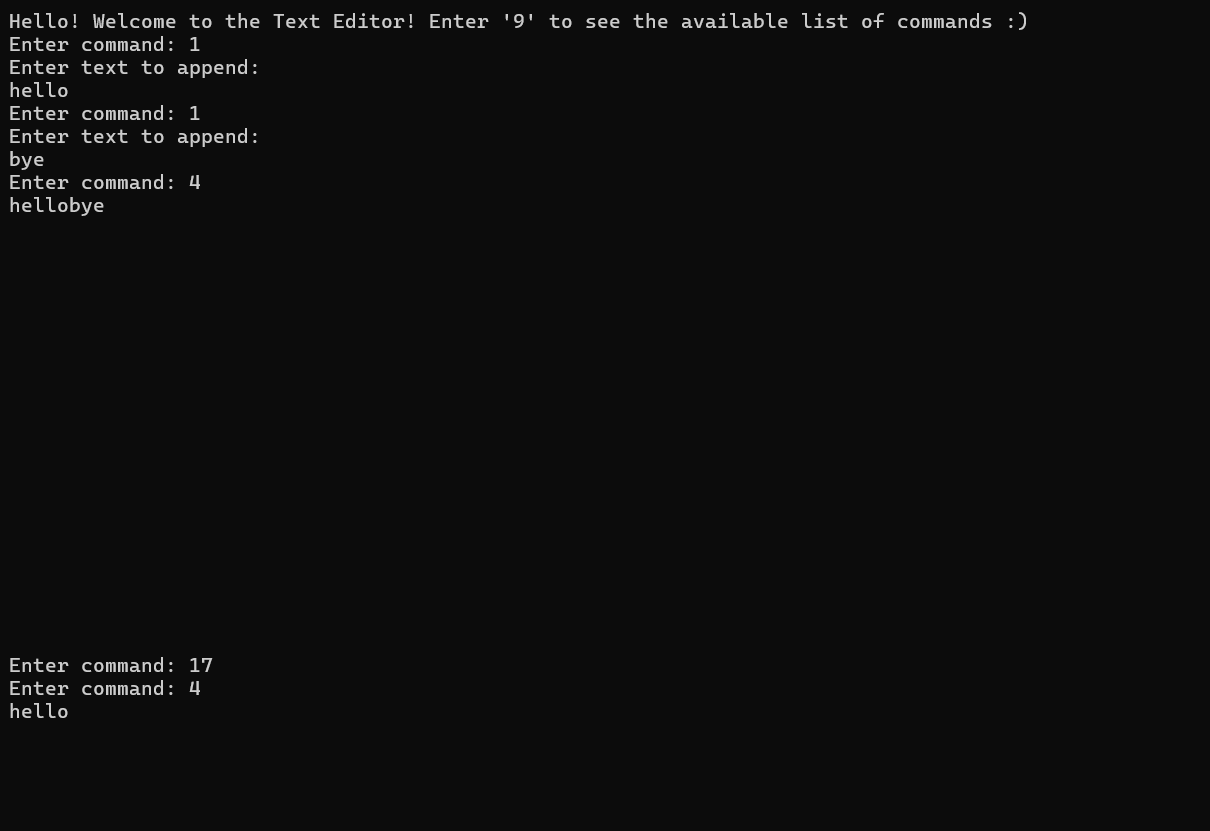 Hello! Welcome to the Text Editor! Enter '9' to see the available list of commands :)
Enter command: 1
Enter text to append:
hello
Enter command: 1
Enter text to append:
bye
Enter command: 4
hellobye
Enter command: 17
Enter command: 4
hello